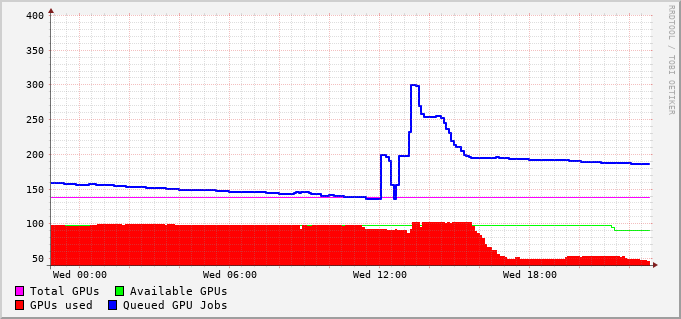 400
350
300
250
200
150
100
50
Wed 00:00 Wed 06:00 Wed 12:00 Wed 18:00
Total GPUs Available GPUs
GPUs used Queued GPU Jobs
RRDTOOL / TOBI OETIKER